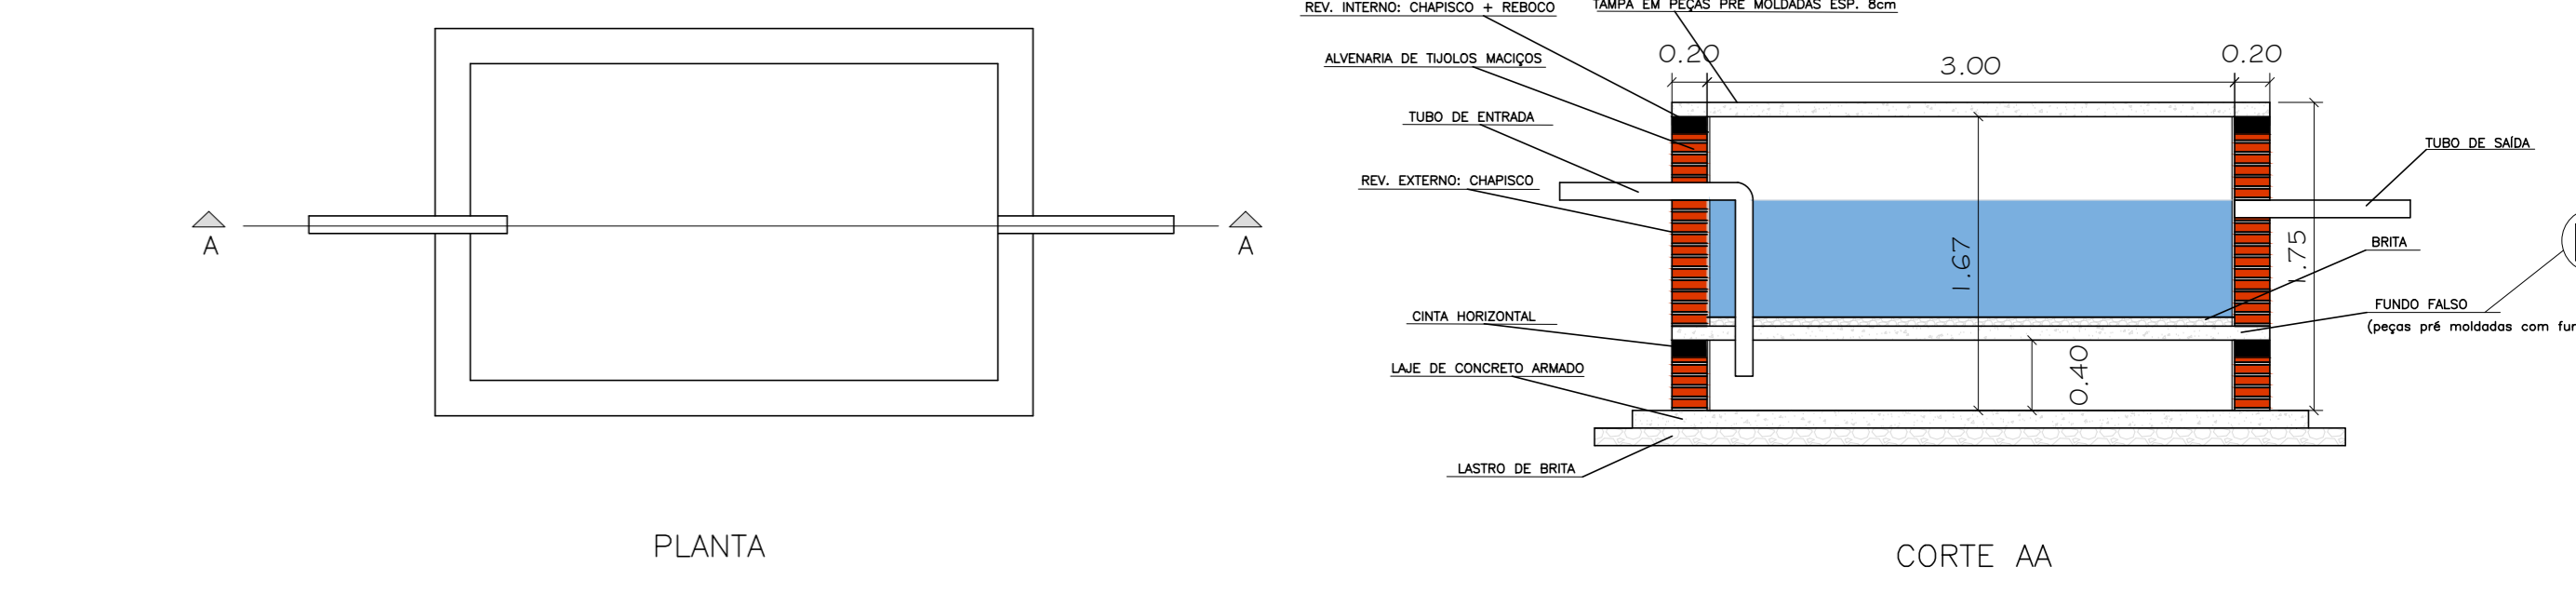 REV. INTERNO: CHAPISCO + REBOCO
TAMPA EM PEÇAS PRÉ MOLDADAS ESP. 8cm
ALVENARIA DE TIJOLOS MACIÇOS
0.20
3.00
0.20
TUBO DE ENTRADA
TUBO DE SAÍDA
REV. EXTERNO: CHAPISCO
A
A
1.67
1.75
BRITA
CINTA HORIZONTAL
FUNDO FALSO
(peças pré moldadas com
LAJE DE CONCRETO ARMADO
0.40
LASTRO DE BRITA
PLANTA
CORTE AA